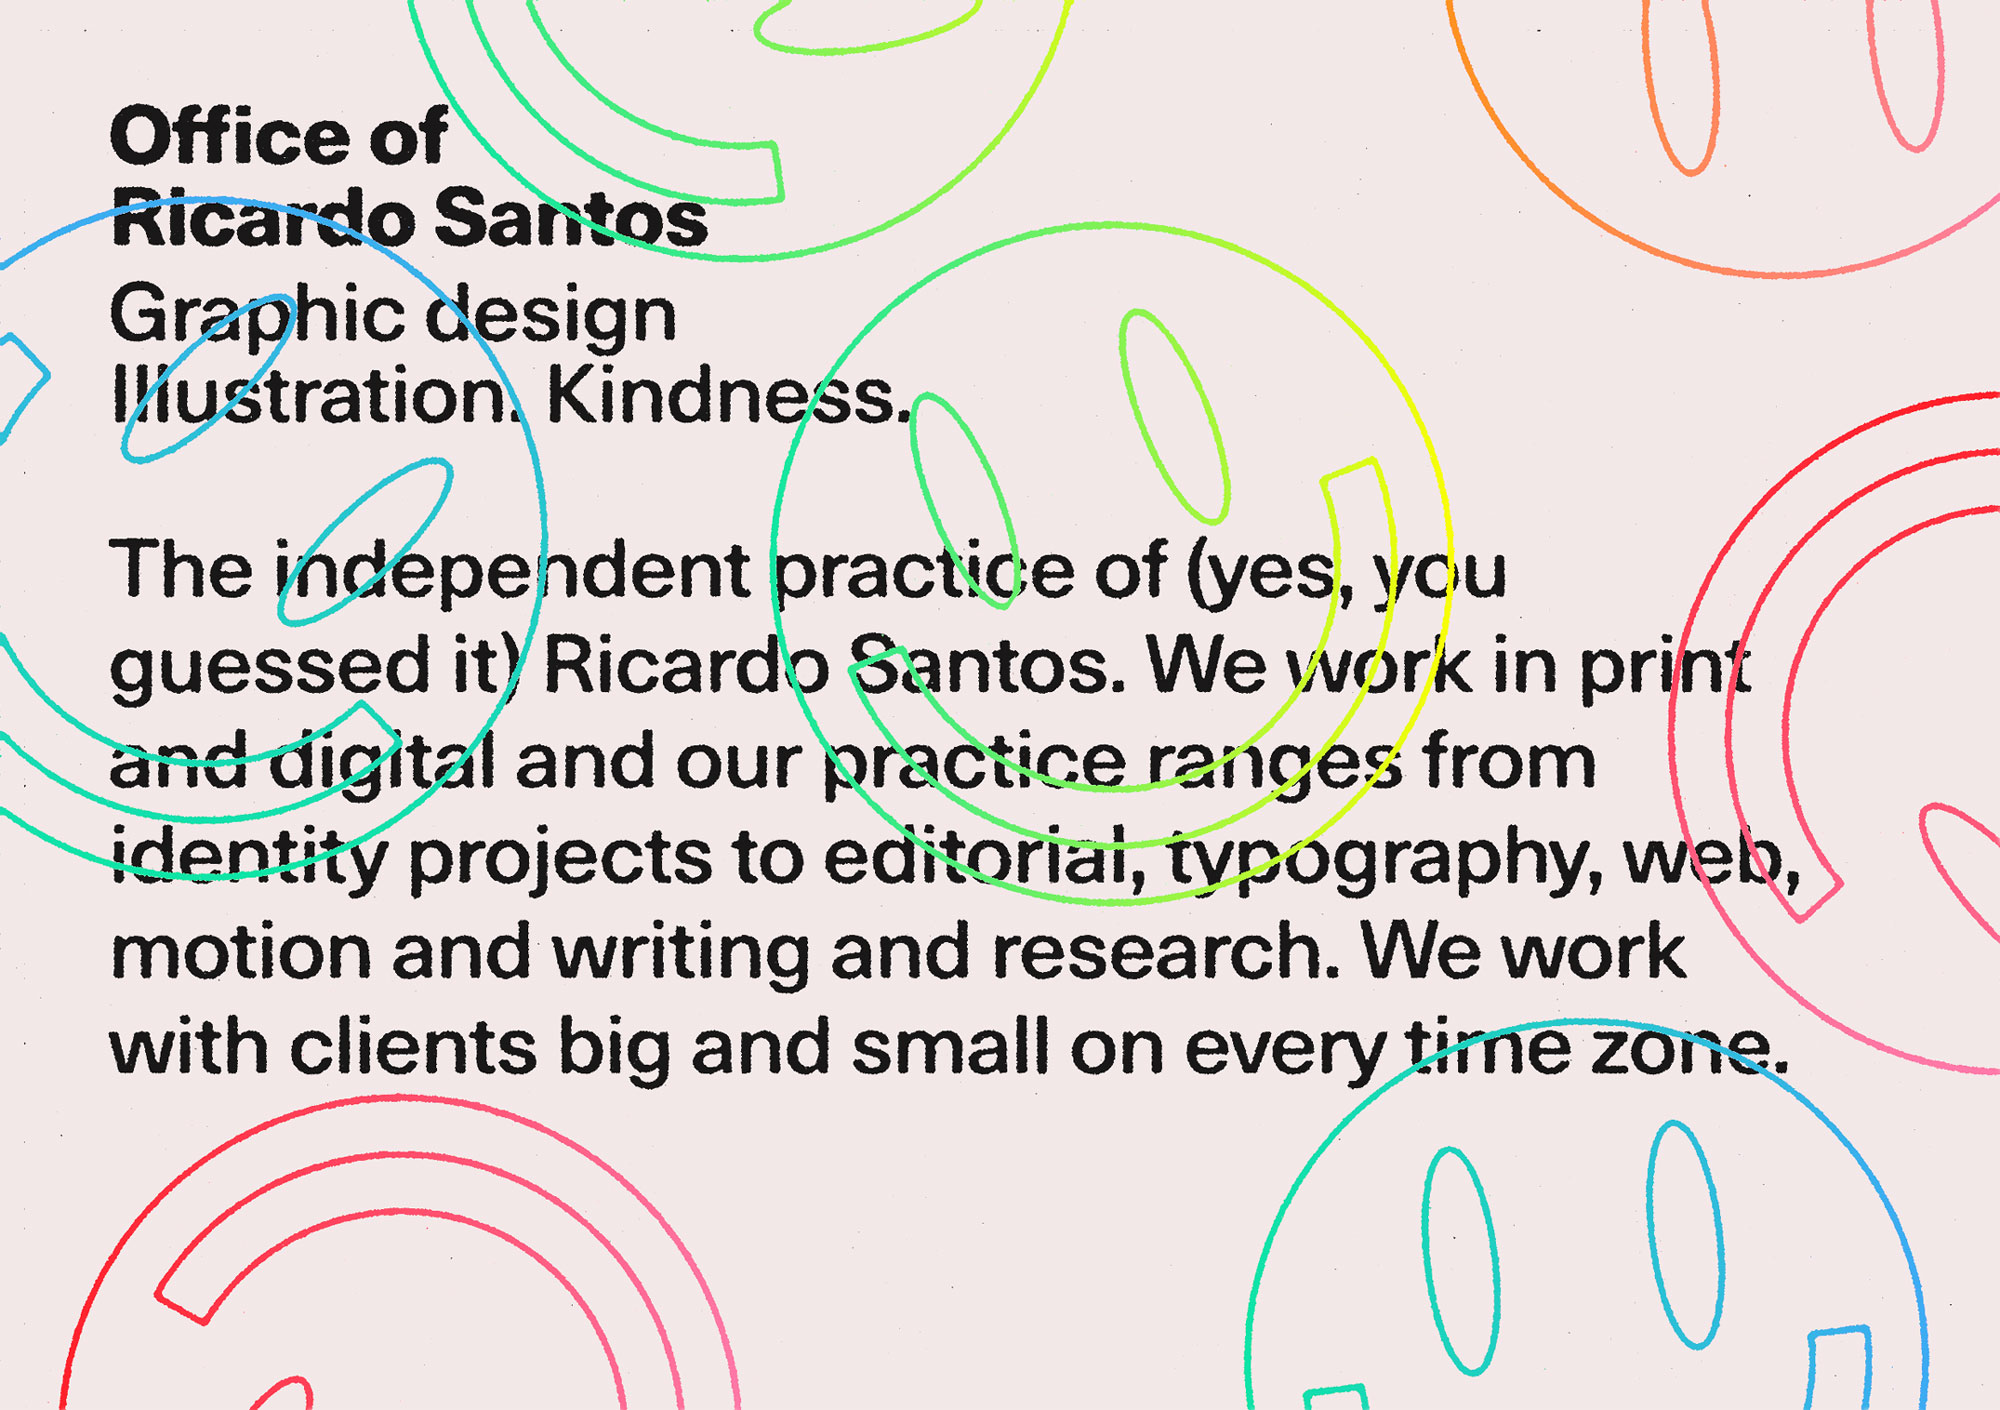 Office of
Ricardo Santos
Graphic design
Illustration. Kindness.
The independent practice of (yes, you
guessed it) Ricardo Santos. We work in print
and digital and our practice ranges from
identity projects to editorial, typography, web,
motion and writing and research. We work
with clients big and small on every time zone.